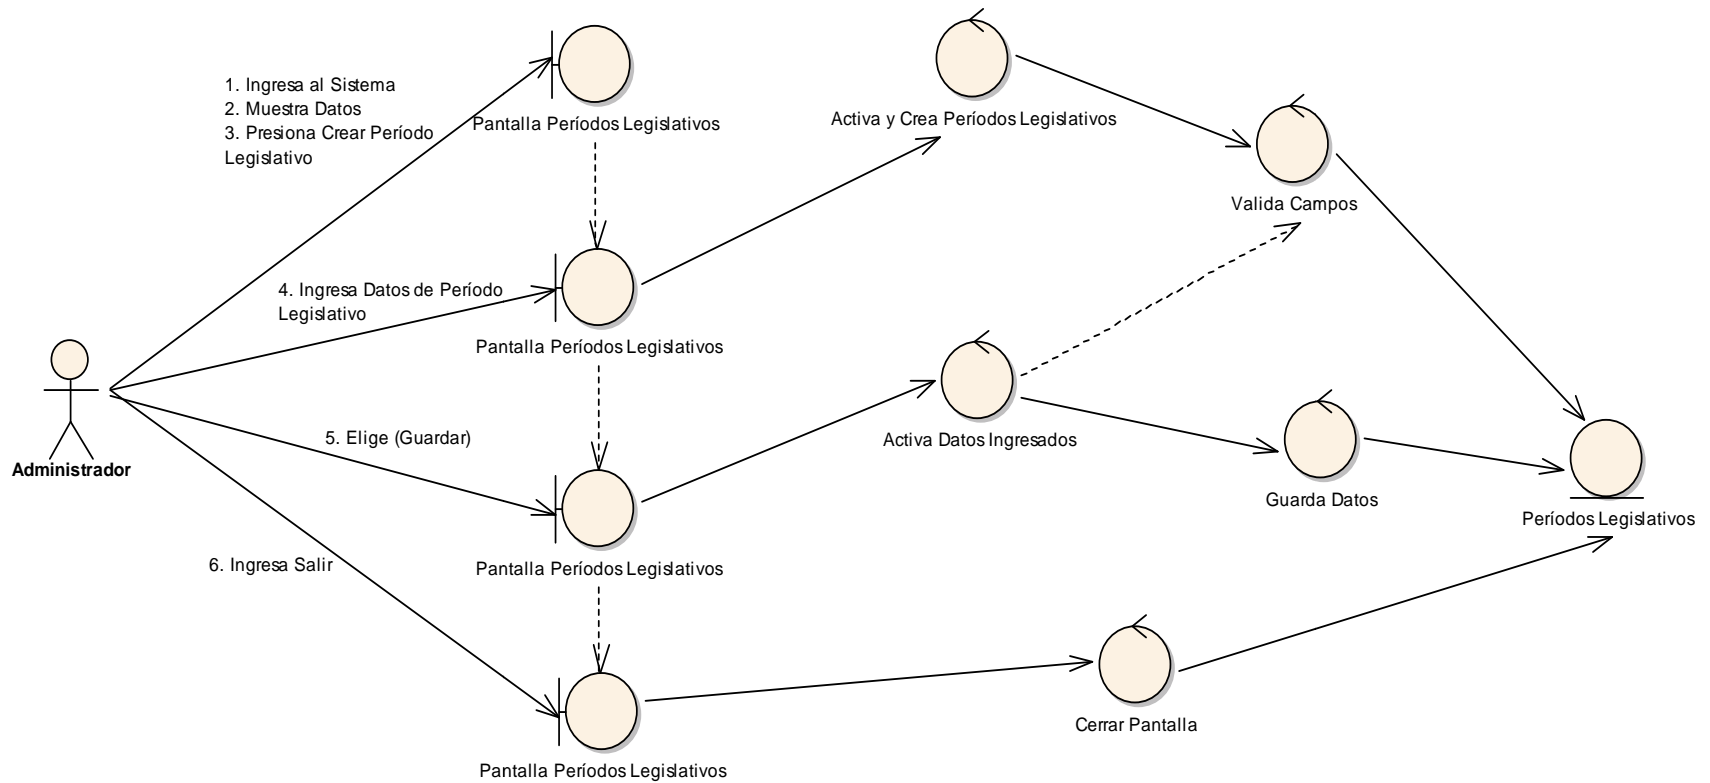 1. Ingresa al Sistema
2. Muestra Datos
3. Presiona Crear Período
Legislativo
Pantalla Períodos Legislativos
Activa y Crea Períodos Legislativos
Valida Campos
4. Ingresa Datos de Período
Legislativo
Pantalla Períodos Legislativos
Administrador
5. Elige (Guardar)
Activa Datos Ingresados
Guarda Datos
Períodos Legislativos
Pantalla Períodos Legislativos
6. Ingresa Salir
Cerrar Pantalla
Pantalla Períodos Legislativos